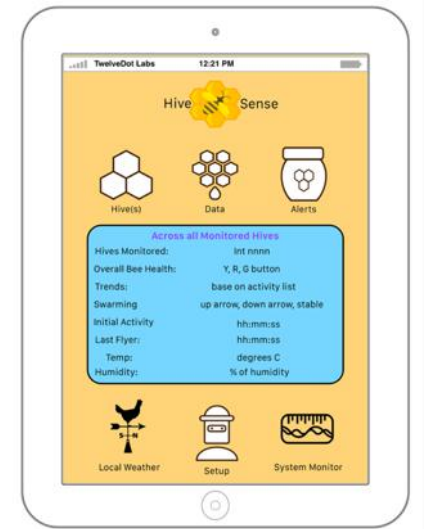 TwelveDot Labs 12:21 PM
Hive Sense
Hive(s) Data Alerts
Across all Monitored Hives
Hives Monitored: Int nnnn
Overall Bee Health: Y, R, G button
Trends: base on activity list
Swarming up arrow, down arrow, stable
Initial Activity hh:mm:ss
Last Flyer: hh:mm:ss
Temp: degrees C
Humidity: % of humidity
S N
Local Weather Setup System Monitor